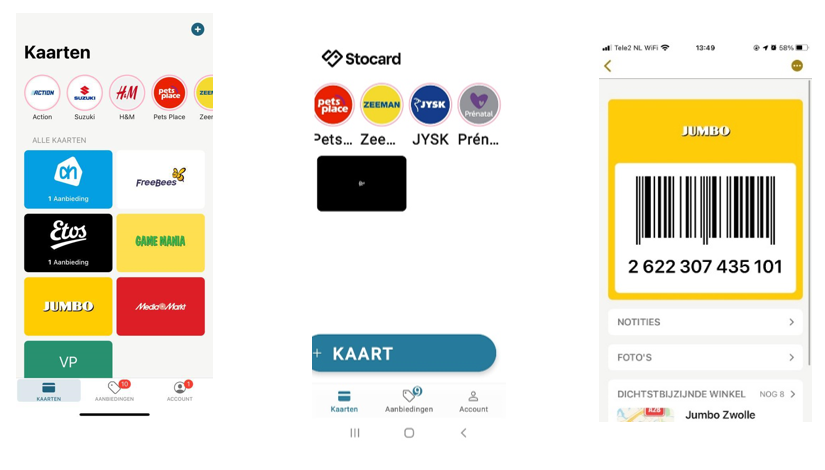 Kaarten
ACTION
SUZUKI
H&M
pets place
ZEE
Action
Suzuki
H&M
Pets Place
Zeer
ALLE KAARTEN
1 Aanbieding
FreeBees
Etos
1 Aanbieding
GAME MANIA
JUMBO
MediaMarkt
VP
10
1
KAARTEN
AANBIEDINGEN
ACCOUNT
Stocard
pets place
ZEEMAN
JYSK
Prénatal
Pets...
Zee...
JYSK
Prén...
+ KAART
9
Kaarten
Aanbiedingen
Account
Tele2 NL WiFi
13:49
58%
JUMBO
2 622 307 435 101
NOTITIES
FOTO'S
DICHTSTBIJZIJNDE WINKEL
NOG 8
A28
Jumbo Zwolle